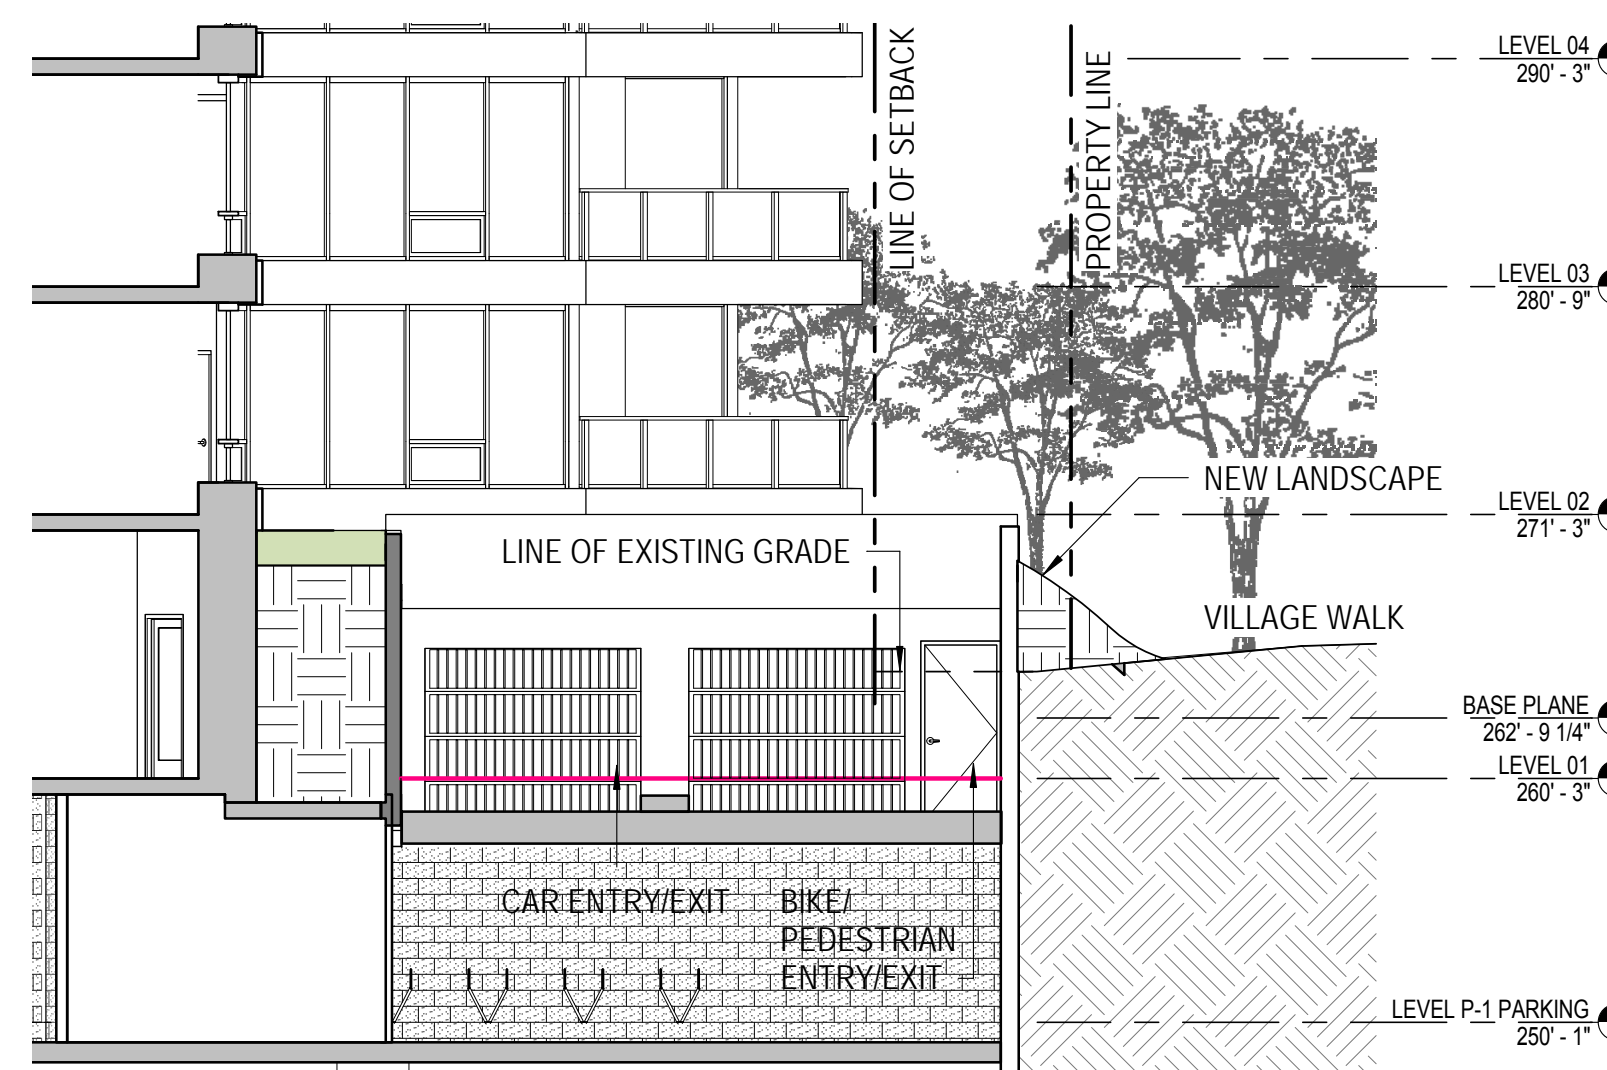 LEVEL 04
290' - 3"
LINE OF SETBACK
PROPERTY LINE
LEVEL 03
280' - 9"
NEW LANDSCAPE
LEVEL 02
271' - 3"
LINE OF EXISTING GRADE
VILLAGE WALK
BASE PLANE
262' - 9 1/4"
LEVEL 01
260' - 3"
CAR ENTRY/EXIT
BIKE/
PEDESTRIAN
ENTRY/EXIT
LEVEL P-1 PARKING
250' - 1"